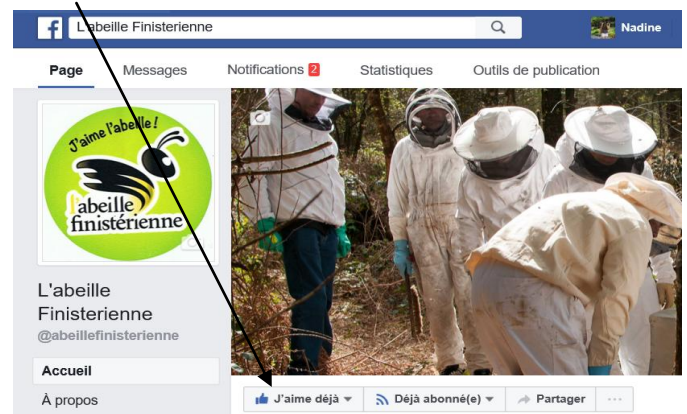 f L'abeille Finisterienne Nadine
Page Messages Notifications 2 Statistiques Outils de publication
J'aime l'abeille !
l'abeille
finistérienne
L'abeille
Finisterienne
@abeillefinisterienne
Accueil
À propos
J'aime déjà Déjà abonné(e) Partager ...